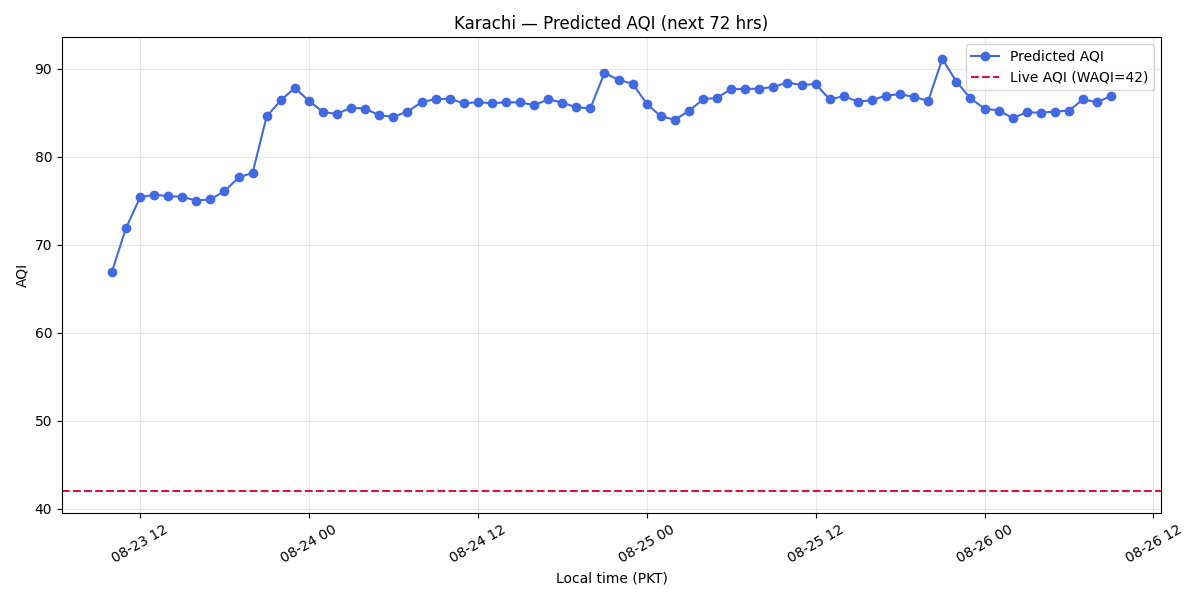 Karachi — Predicted AQI (next 72 hrs)
Predicted AQI
Live AQI (WAQI=42)
90
80
70
60
50
40
AQI
08-23 12
08-24 00
08-24 12
08-25 00
08-25 12
08-26 00
08-26 12
Local time (PKT)